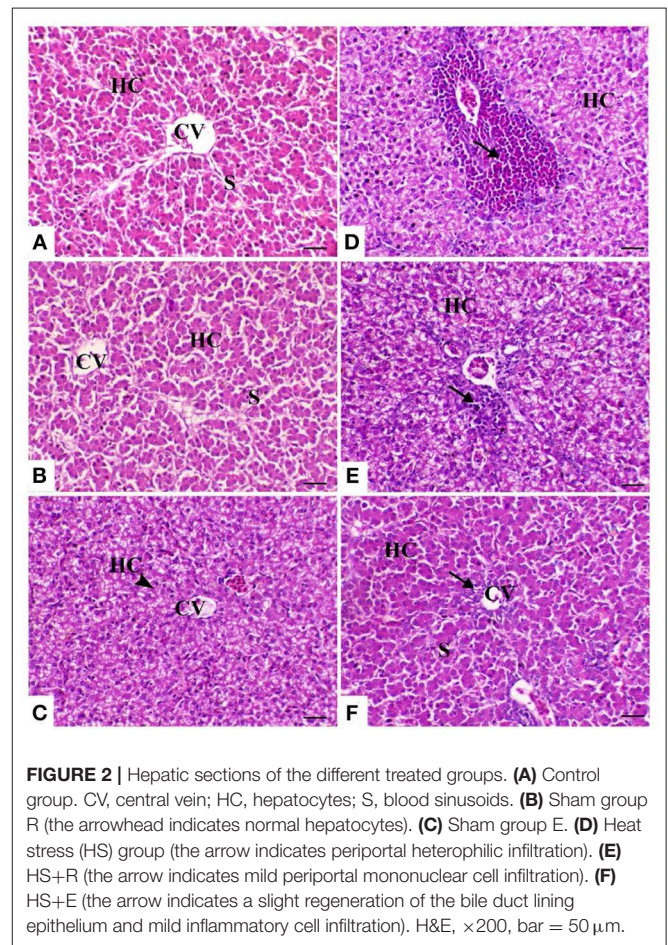 HC
CV
S
A
HC
D
HC
CV
S
B
HC
E
HC
CV
C
HC
CV
S
F
FIGURE 2 | Hepatic sections of the different treated groups. (A) Control
group. CV, central vein; HC, hepatocytes; S, blood sinusoids. (B) Sham group
R (the arrowhead indicates normal hepatocytes). (C) Sham group E. (D) Heat
stress (HS) group (the arrow indicates periportal heterophilic infiltration). (E)
HS+R (the arrow indicates mild periportal mononuclear cell infiltration). (F)
HS+E (the arrow indicates a slight regeneration of the bile duct lining
epithelium and mild inflammatory cell infiltration). H&E, ×200, bar = 50 μm.